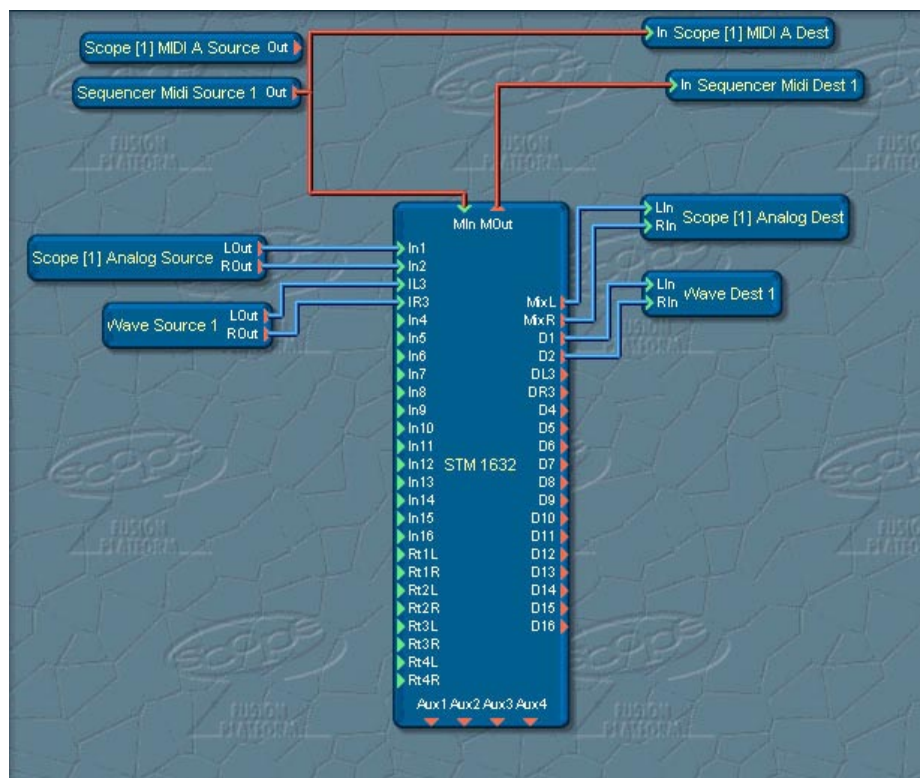 Scope [1] MIDI A Source Out
In Scope [1] MIDI A Dest
Sequencer Midi Source 1 Out
In Sequencer Midi Dest 1
MIn MOut
Scope [1] Analog Source
LOut
ROut
Wave Source 1
LOut
ROut
In1
In2
IL3
IR3
In4
In5
In6
In7
In8
In9
In10
In11
In12
In13
In14
In15
In16
Rt1L
Rt1R
Rt2L
Rt2R
Rt3L
Rt3R
Rt4L
Rt4R
STM 1632
MixL
MixR
D1
D2
DL3
DR3
D4
D5
D6
D7
D8
D9
D10
D11
D12
D13
D14
D15
D16
Aux1 Aux2 Aux3 Aux4
LIn
RIn
Scope [1] Analog Dest
LIn
RIn
Wave Dest 1
SCOPE
FUSION
PLATFORM